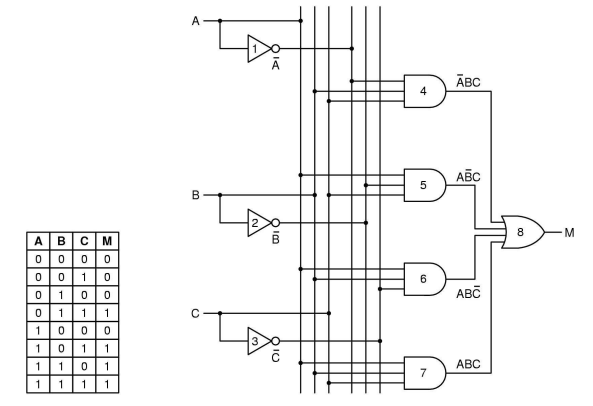 A
1
A̅
4
A̅BC
5
AB̅C
B
2
B̅
8
M
6
ABC̅
C
3
C̅
7
ABC
A B C M
0 0 0 0
0 0 1 0
0 1 0 0
0 1 1 1
1 0 0 0
1 0 1 1
1 1 0 1
1 1 1 1